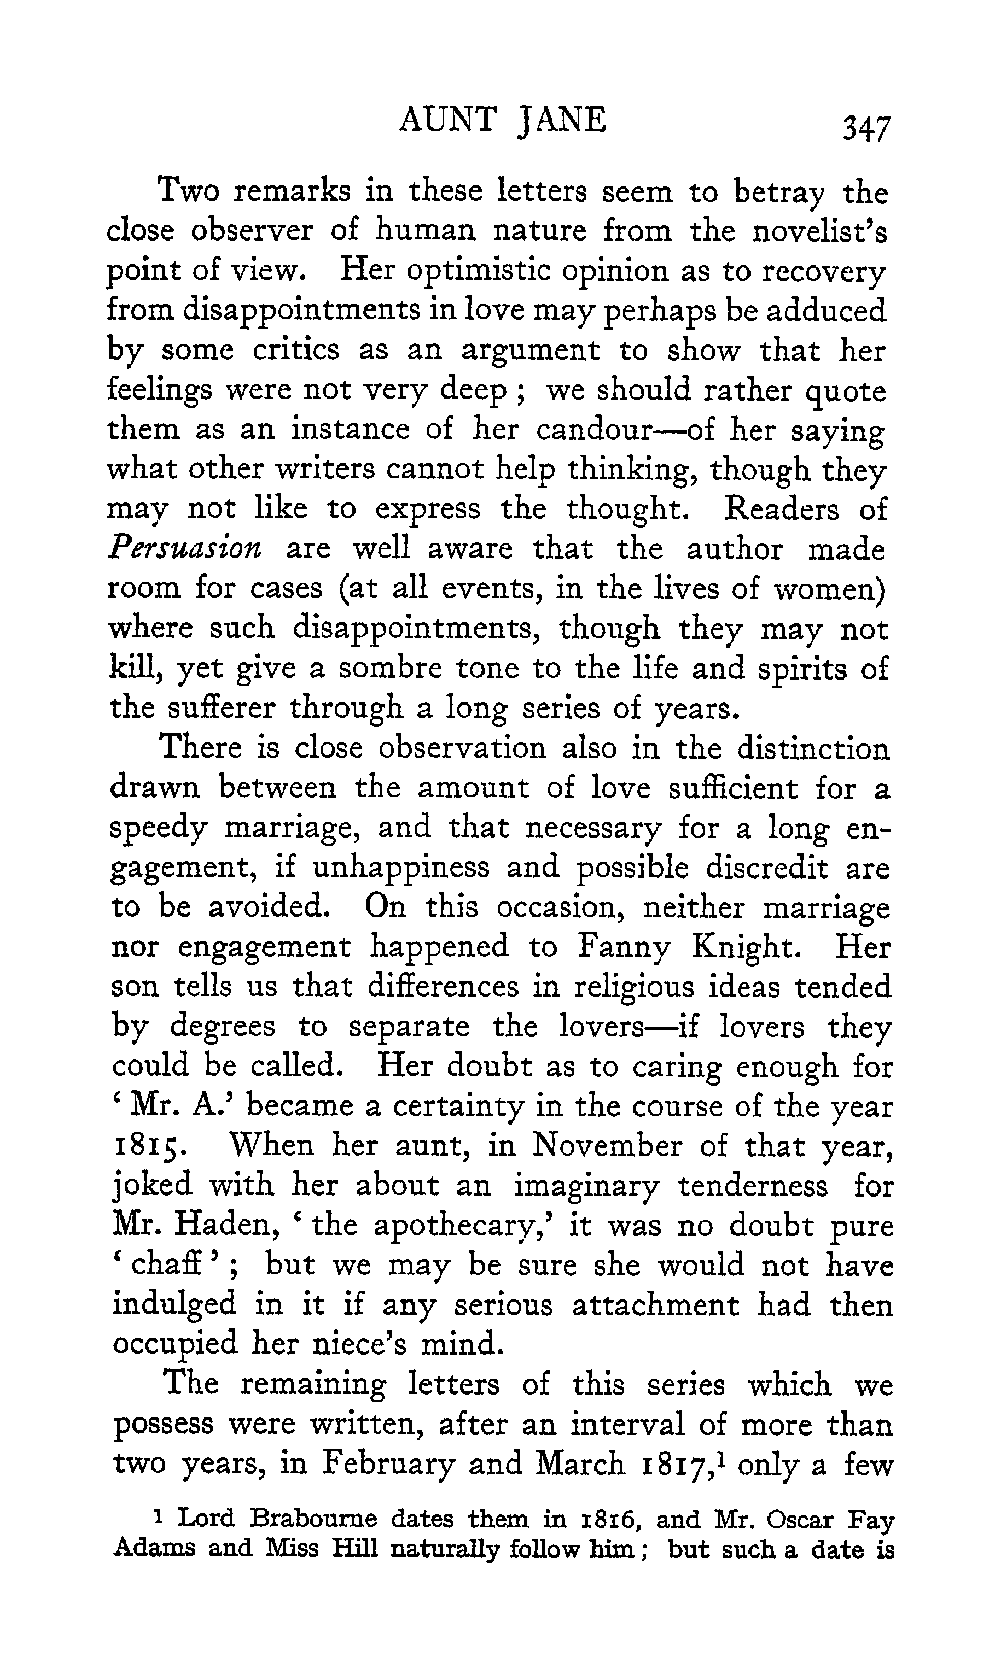 AUNT JANE 347
Two remarks in these letters seem to betray the
close observer of human nature from the novelist's
point of view. Her optimistic opinion as to recovery
from disappointments in love may perhaps be adduced
by some critics as an argument to show that her
feelings were not very deep ; we should rather quote
them as an instance of her candour—of her saying
what other writers cannot help thinking, though they
may not like to express the thought. Readers of
Persuasion are well aware that the author made
room for cases (at all events, in the lives of women)
where such disappointments, though they may not
kill, yet give a sombre tone to the life and spirits of
the sufferer through a long series of years.
There is close observation also in the distinction
drawn between the amount of love sufficient for a
speedy marriage, and that necessary for a long en-
gagement, if unhappiness and possible discredit are
to be avoided. On this occasion, neither marriage
nor engagement happened to Fanny Knight. Her
son tells us that differences in religious ideas tended
by degrees to separate the lovers—if lovers they
could be called. Her doubt as to caring enough for
‘ Mr. A.’ became a certainty in the course of the year
1815. When her aunt, in November of that year,
joked with her about an imaginary tenderness for
Mr. Haden, ‘ the apothecary,’ it was no doubt pure
‘ chaff ’ ; but we may be sure she would not have
indulged in it if any serious attachment had then
occupied her niece's mind.
The remaining letters of this series which we
possess were written, after an interval of more than
two years, in February and March 1817,¹ only a few
¹ Lord Brabourne dates them in 1816, and Mr. Oscar Fay
Adams and Miss Hill naturally follow him ; but such a date is